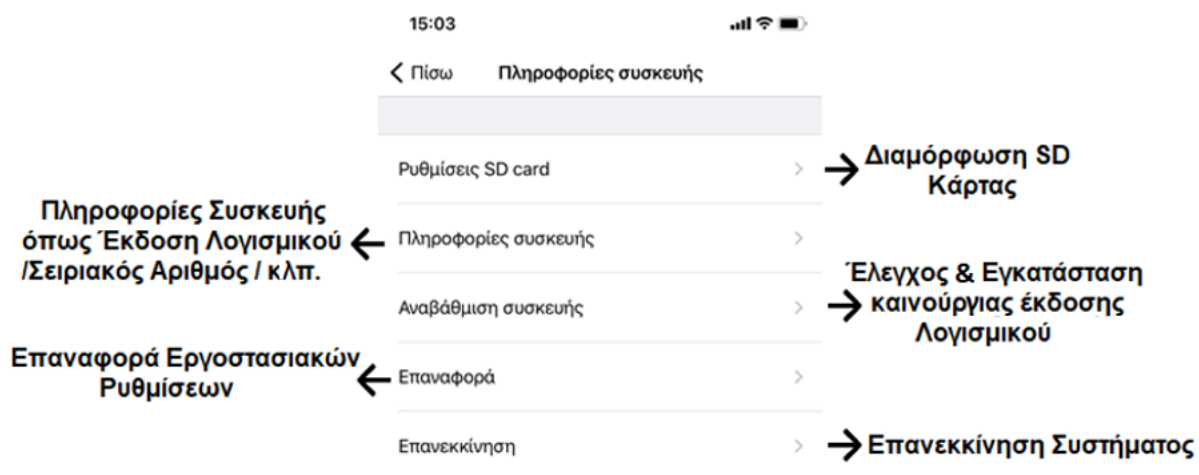 15:03
Πίσω
Πληροφορίες συσκευής
Ρυθμίσεις SD card
Διαμόρφωση SD
Κάρτας
Πληροφορίες Συσκευής
όπως Έκδοση Λογισμικού
/Σειριακός Αριθμός / κλπ.
Πληροφορίες συσκευής
Αναβάθμιση συσκευής
Έλεγχος & Εγκατάσταση
καινούργιας έκδοσης
Λογισμικού
Επαναφορά Εργοστασιακών
Ρυθμίσεων
Επαναφορά
Επανεκκίνηση
Επανεκκίνηση Συστήματος